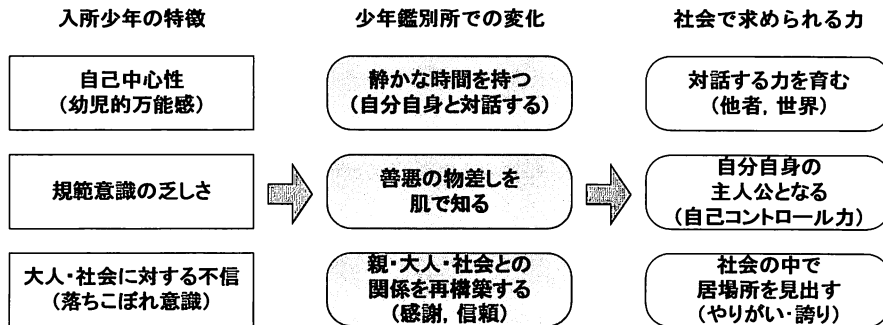 入所少年の特徴
少年鑑別所での変化
社会で求められる力
自己中心性
(幼児的万能感)
静かな時間を持つ
(自分自身と対話する)
対話する力を育む
(他者, 世界)
規範意識の乏しさ
善悪の物差しを
肌で知る
自分自身の
主人公となる
(自己コントロール力)
大人・社会に対する不信
(落ちこぼれ意識)
親・大人・社会との
関係を再構築する
(感謝, 信頼)
社会の中で
居場所を見出す
(やりがい・誇り)